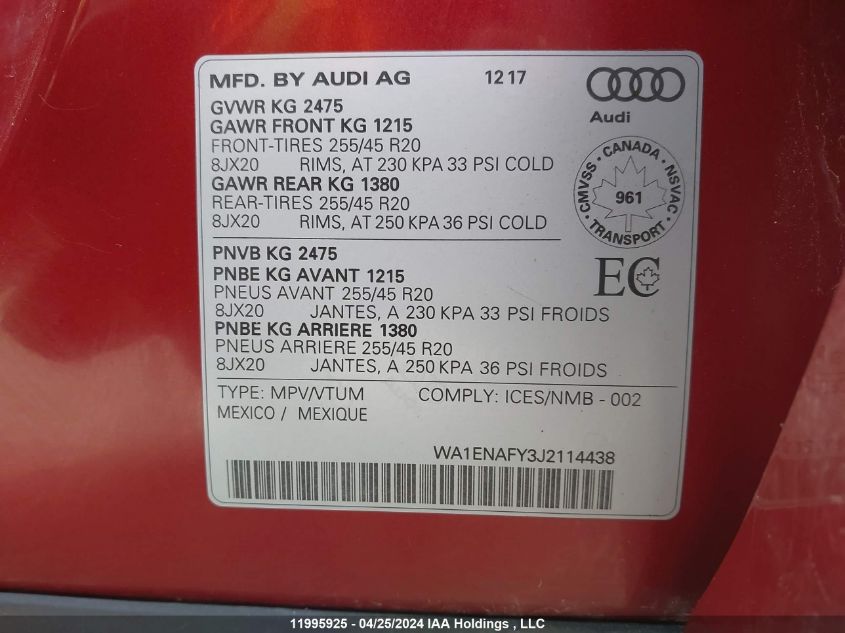 MFD. BY AUDI AG 12 17
Audi
GVWR KG 2475
GAWR FRONT KG 1215
FRONT-TIRES 255/45 R20
8JX20 RIMS, AT 230 KPA 33 PSI COLD
GAWR REAR KG 1380
REAR-TIRES 255/45 R20
8JX20 RIMS, AT 250 KPA 36 PSI COLD
CMVSS • CANADA • NSVAC • TRANSPORT •
961
PNVB KG 2475
PNBE KG AVANT 1215
PNEUS AVANT 255/45 R20
8JX20 JANTES, A 230 KPA 33 PSI FROIDS
PNBE KG ARRIERE 1380
PNEUS ARRIERE 255/45 R20
8JX20 JANTES, A 250 KPA 36 PSI FROIDS
EC
TYPE: MPV/VTUM COMPLY: ICES/NMB - 002
MEXICO / MEXIQUE
WA1ENAFY3J2114438
11995925 - 04/25/2024 IAA Holdings , LLC